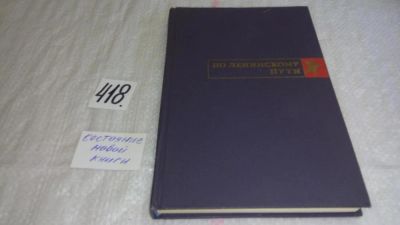 418.
состояние
новой
книги
ПО ЛЕНИНСКОМУ
ПУТИ